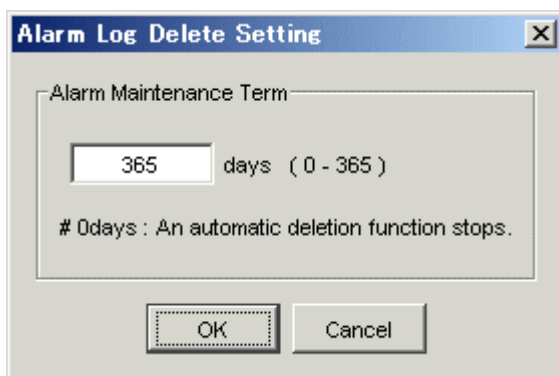 Alarm Log Delete Setting
Alarm Maintenance Term
365 days ( 0 - 365 )
# 0days : An automatic deletion function stops.
OK Cancel